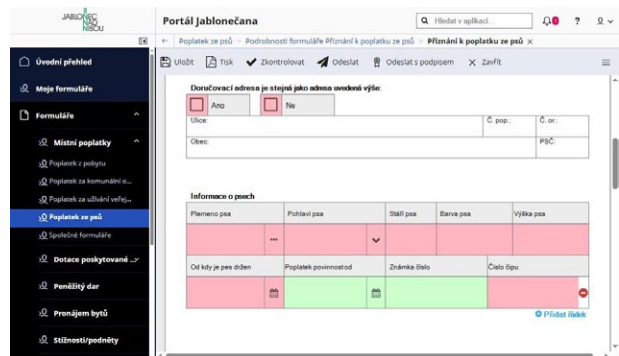 JABLONEC
NAD
NISOU
Portál Jablonečana
Hledat v aplikaci...
?
← Poplatek ze psů > Podrobnosti formuláře Přiznání k poplatku ze psů > Přiznání k poplatku ze psů ×
Úvodní přehled
Moje formuláře
Formuláře
Místní poplatky
Poplatek z pobytu
Poplatek za komunální o...
Poplatek za užívání veřej...
Poplatek ze psů
Společné formuláře
Dotace poskytované ...
Peněžitý dar
Pronájem bytů
Stížnosti/podněty
Uložit Tisk Zkontrolovat Odeslat Odeslat s podpisem Zavřít
Doručovací adresa je stejná jako adresa uvedená výše:
Ano Ne
Ulice: Č. pop.: Č. or.:
Obec: PSČ:
Informace o psech
Plemeno psa Pohlaví psa Stáří psa Barva psa Výška psa
Od kdy je pes držen Poplatek povinnost od Známka číslo Číslo čipu
Přidat řádek